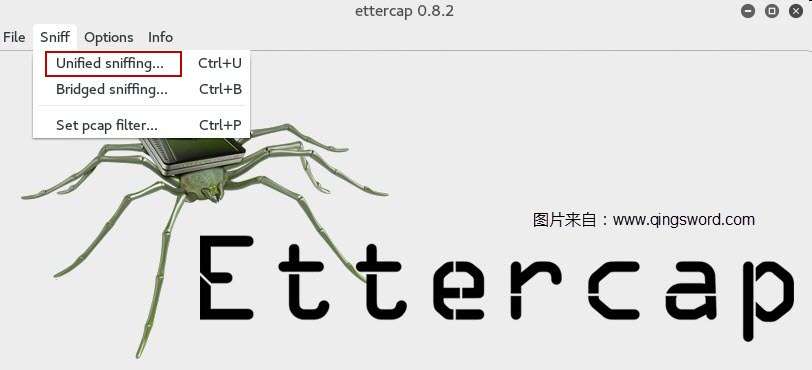 ettercap 0.8.2
File Sniff Options Info
Unified sniffing... Ctrl+U
Bridged sniffing... Ctrl+B
Set pcap filter... Ctrl+P
图片来自：www.qingsword.com
Ettercap